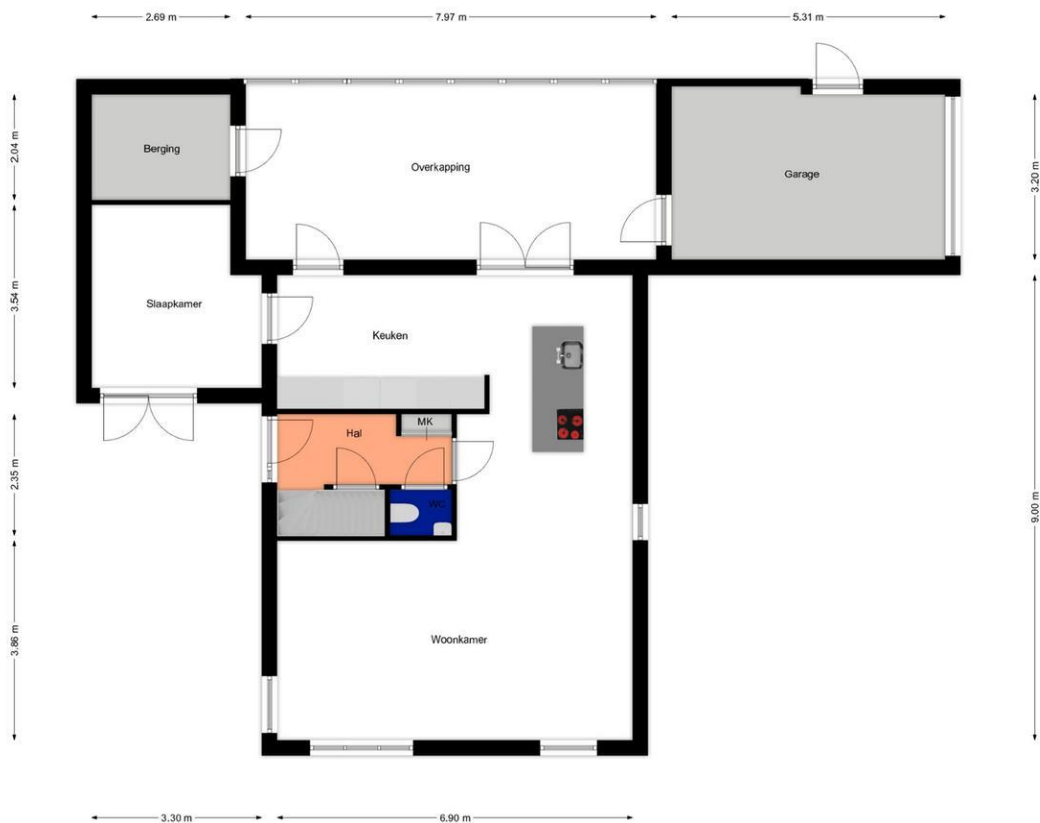 2.69 m
7.97 m
5.31 m
2.04 m
3.54 m
2.35 m
3.86 m
3.20 m
9.00 m
Berging
Overkapping
Garage
Slaapkamer
Keuken
Hal
MK
WC
Woonkamer
3.30 m
6.90 m